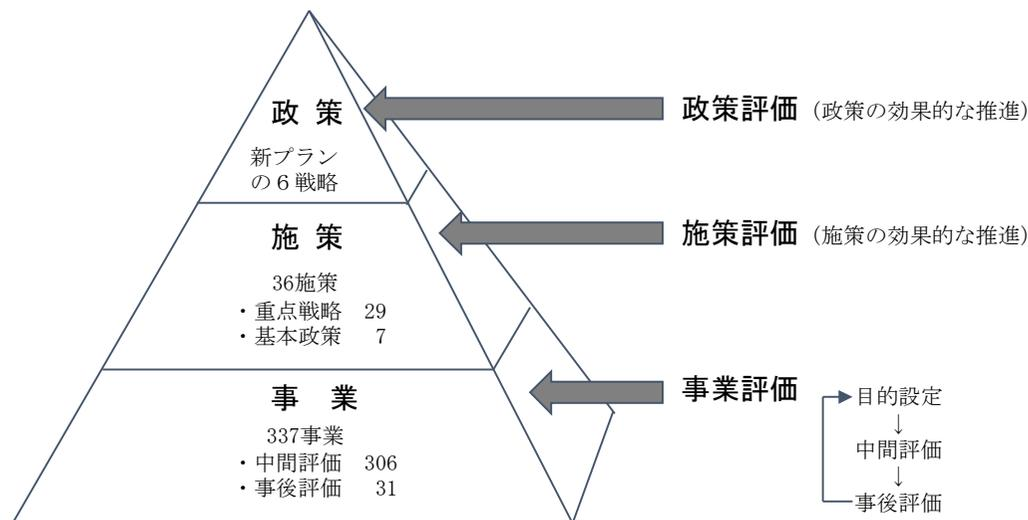 政 策
新プラン
の６戦略
政策評価（政策の効果的な推進）
施 策
36施策
・重点戦略 29
・基本政策 7
施策評価（施策の効果的な推進）
事 業
337事業
・中間評価 306
・事後評価 31
事業評価
目的設定
↓
中間評価
↓
事後評価